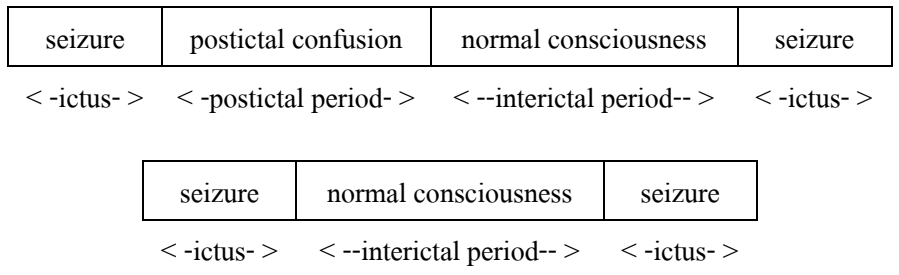 seizure postictal confusion normal consciousness seizure
< -ictus- > < -postictal period- > < --interictal period-- > < -ictus- >
seizure normal consciousness seizure
< -ictus- > < --interictal period-- > < -ictus- >